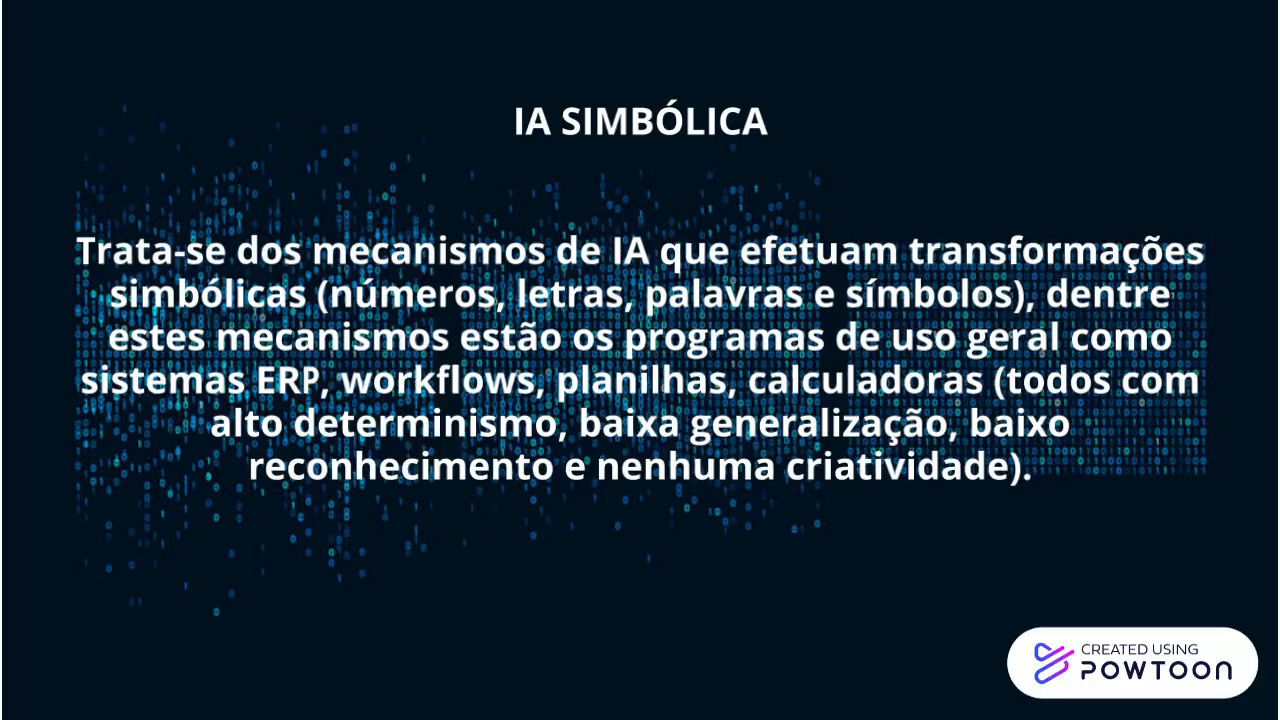 IA SIMBÓLICA
Trata-se dos mecanismos de IA que efetuam transformações
simbólicas (números, letras, palavras e símbolos), dentre
estes mecanismos estão os programas de uso geral como
sistemas ERP, workflows, planilhas, calculadoras (todos com
alto determinismo, baixa generalização, baixo
reconhecimento e nenhuma criatividade).
CREATED USING
POWTOON